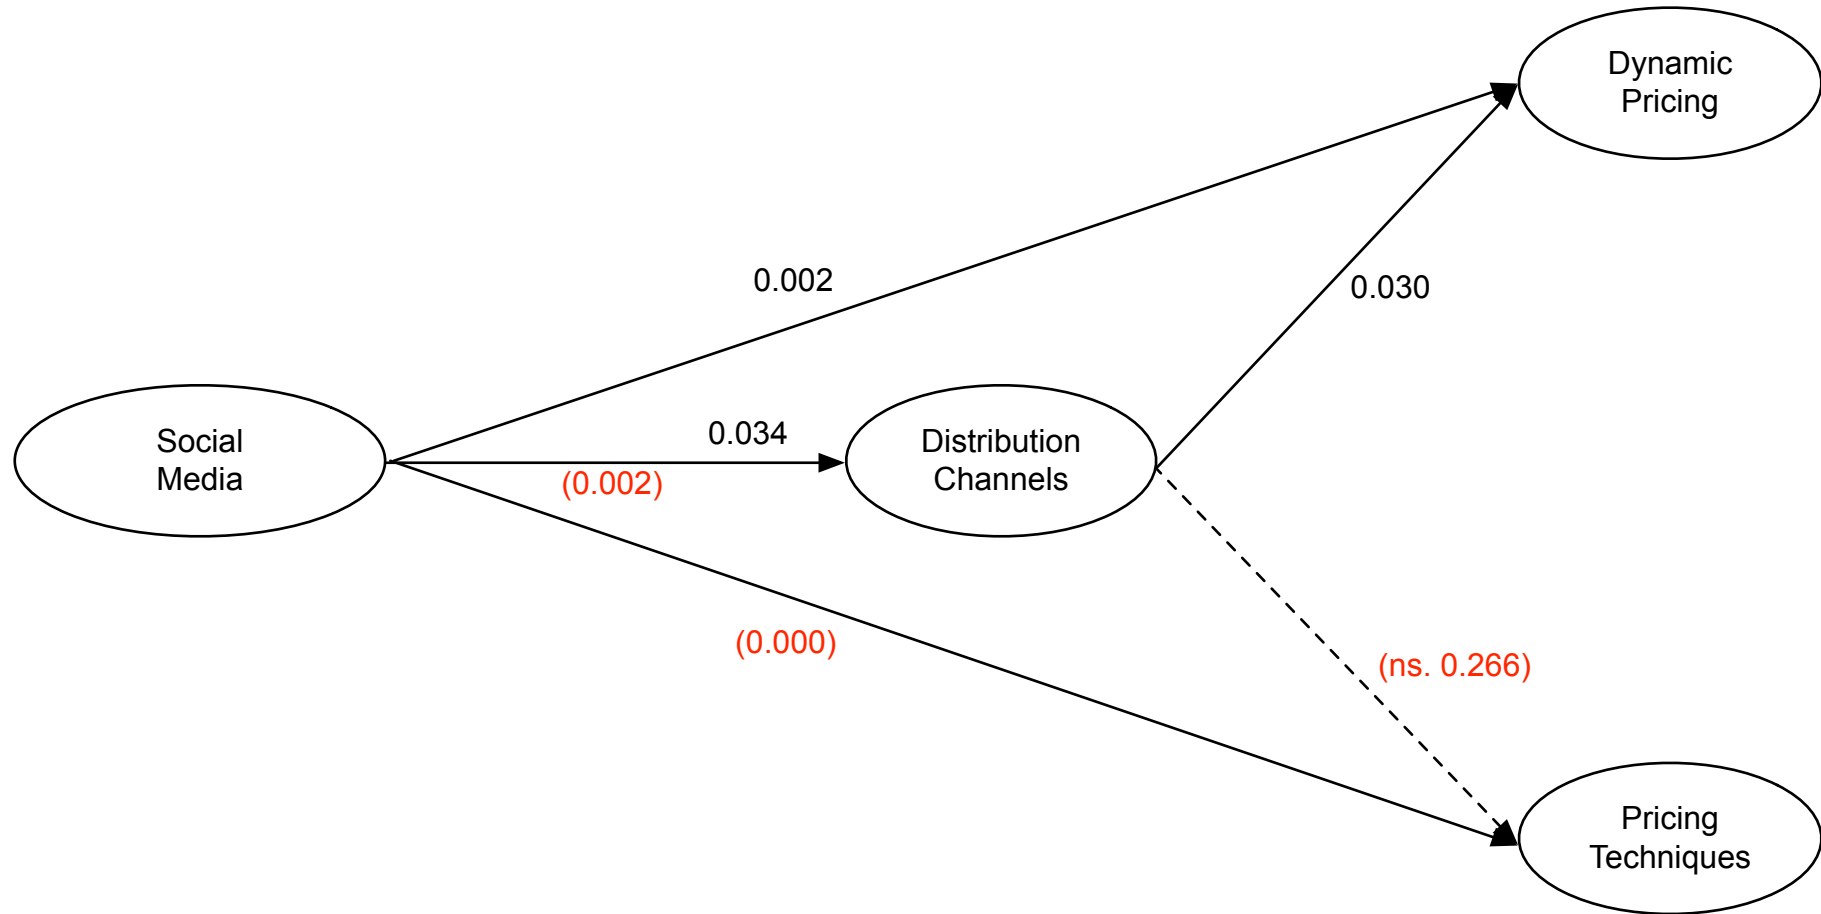 Dynamic
Pricing
0.002
0.030
0.034
Social
Media
Distribution
Channels
(0.002)
(0.000)
(ns. 0.266)
Pricing
Techniques